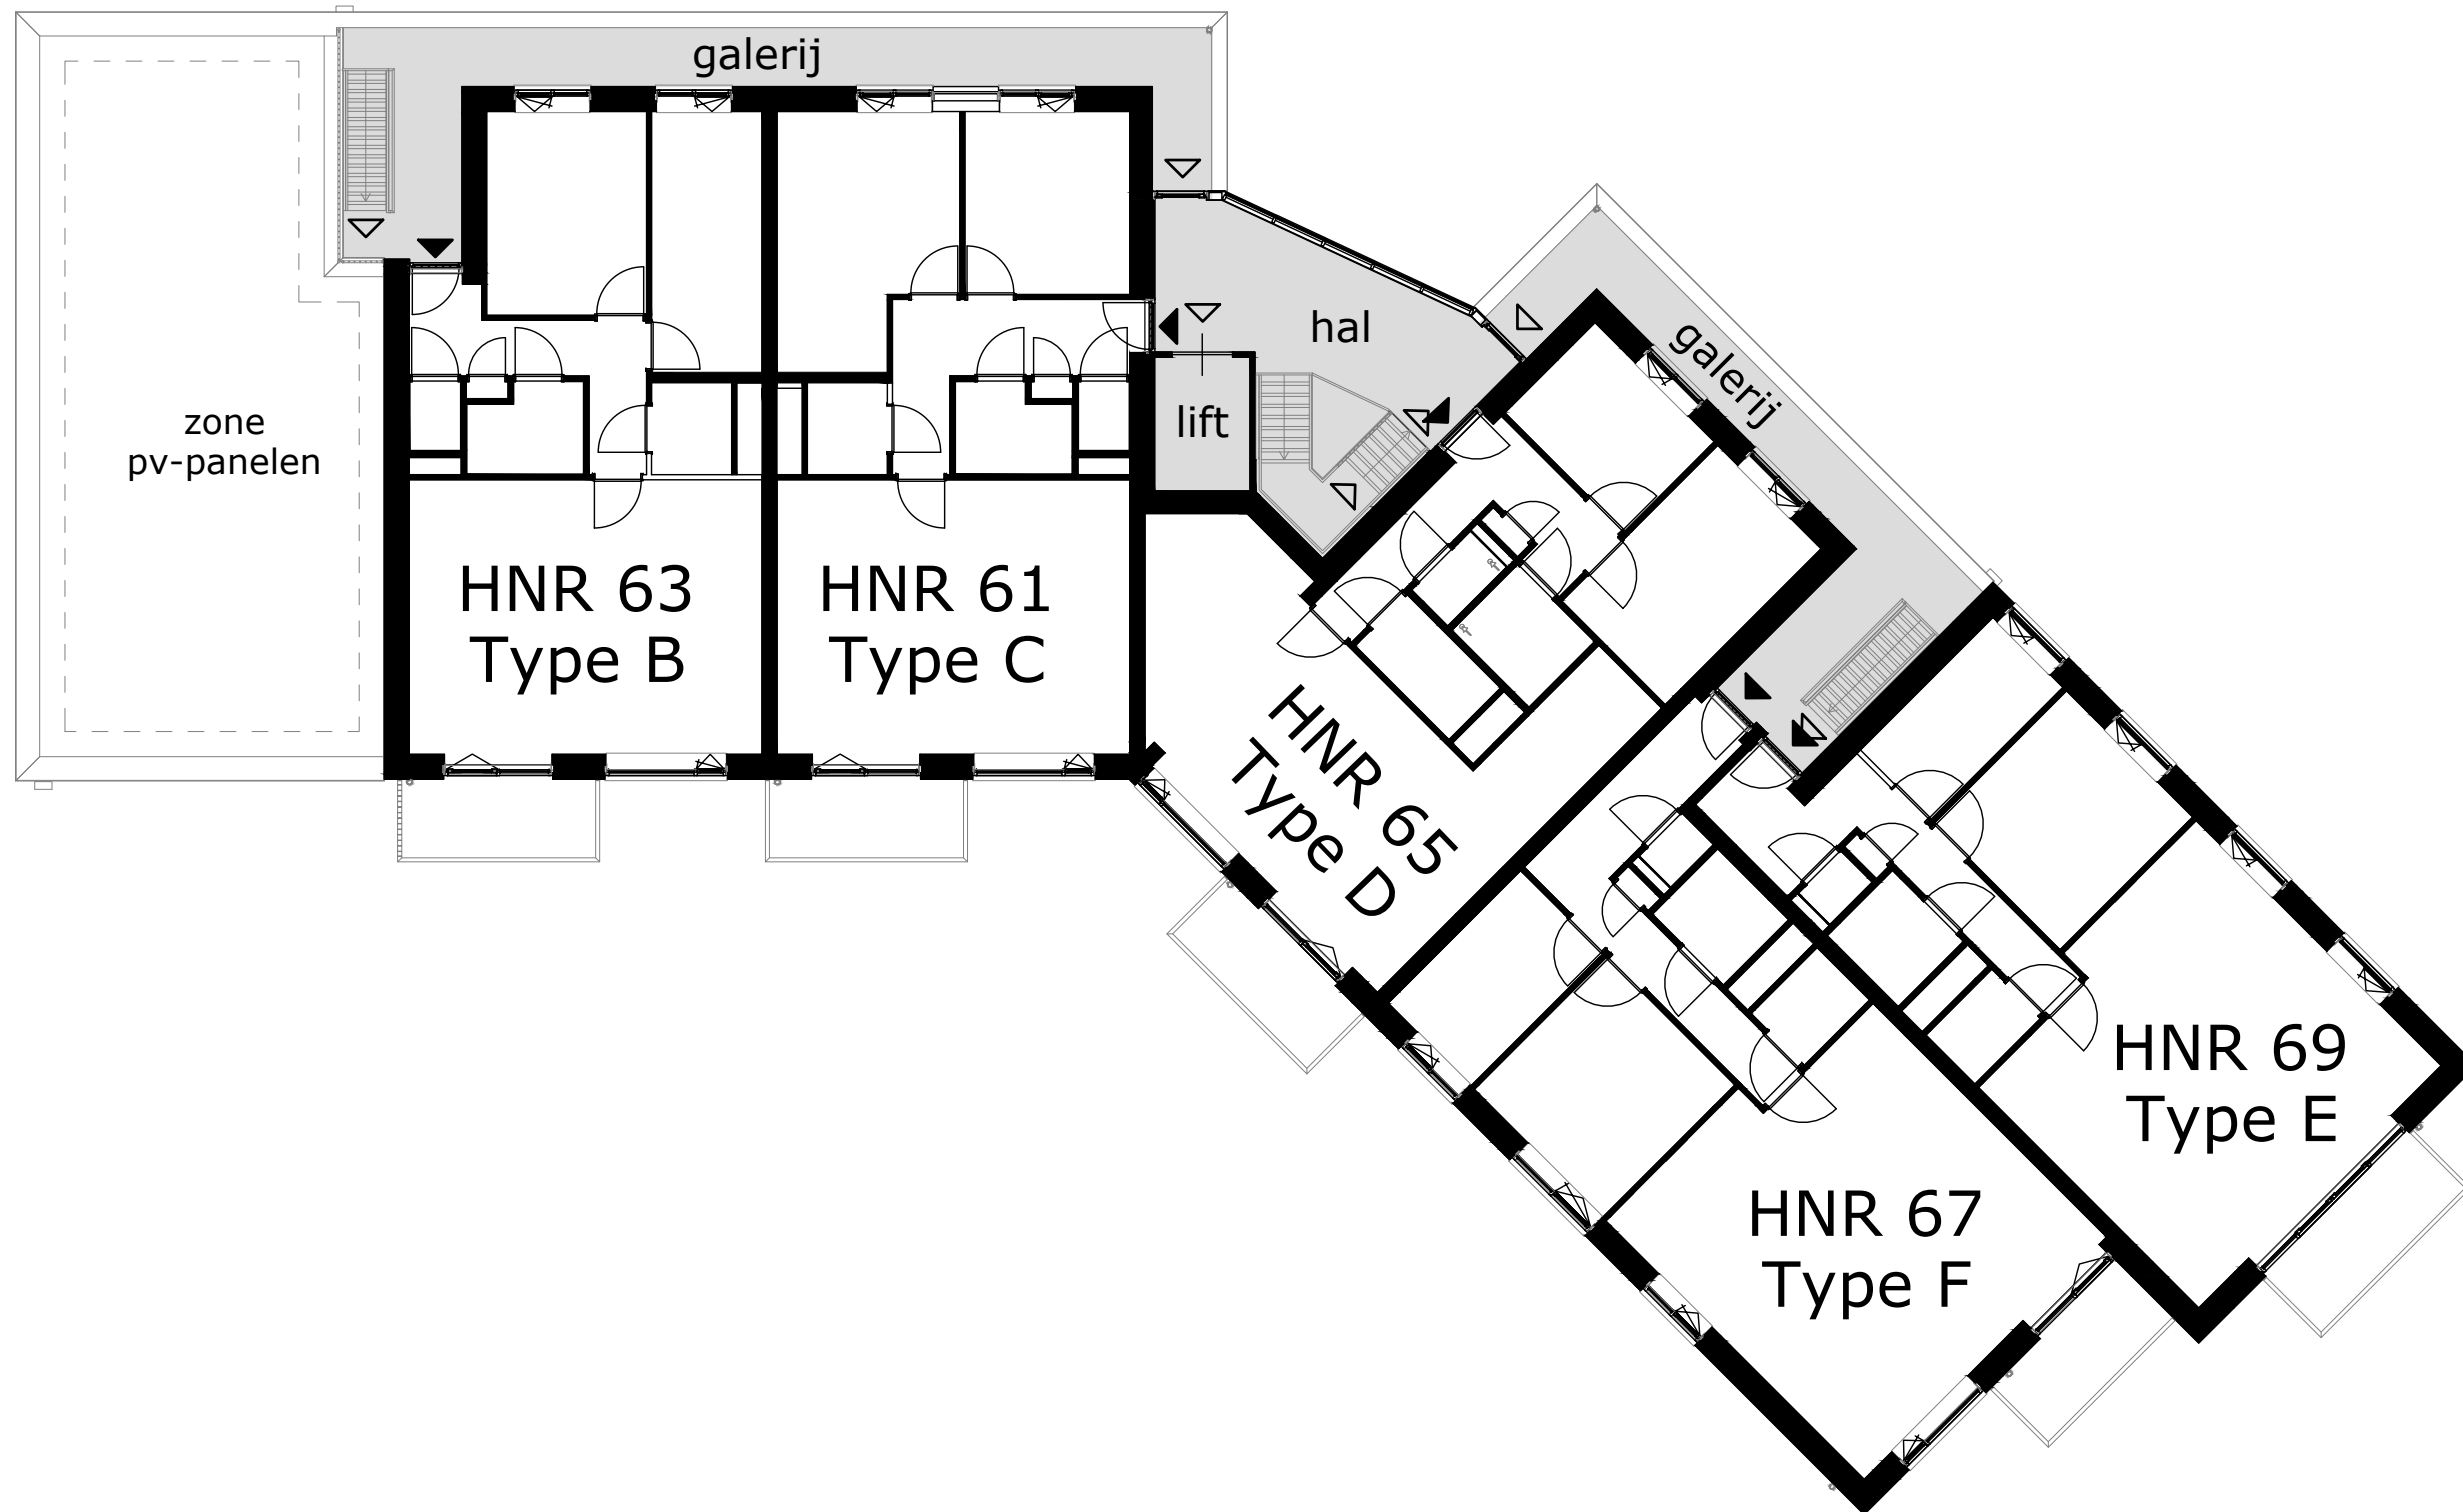 galerij
hal
galerij
lift
zone
pv-panelen
HNR 63
Type B
HNR 61
Type C
HNR 65
Type D
HNR 69
Type E
HNR 67
Type F